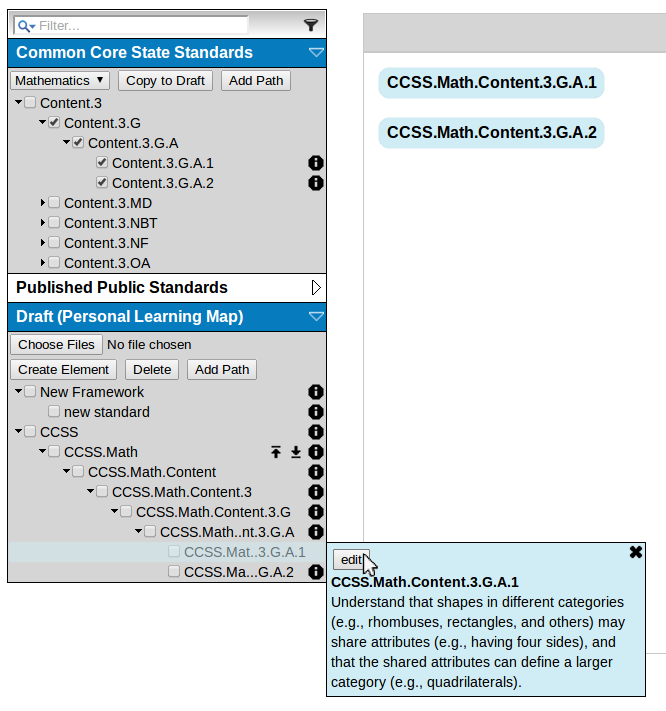 Filter...
Common Core State Standards
Mathematics
Copy to Draft
Add Path
Content.3
Content.3.G
Content.3.G.A
Content.3.G.A.1
Content.3.G.A.2
Content.3.MD
Content.3.NBT
Content.3.NF
Content.3.OA
Published Public Standards
Draft (Personal Learning Map)
Choose Files No file chosen
Create Element
Delete
Add Path
New Framework
new standard
CCSS
CCSS.Math
CCSS.Math.Content
CCSS.Math.Content.3
CCSS.Math.Content.3.G
CCSS.Math..nt.3.G.A
CCSS.Mat..3.G.A.1
CCSS.Ma...G.A.2
CCSS.Math.Content.3.G.A.1
CCSS.Math.Content.3.G.A.2
edit
CCSS.Math.Content.3.G.A.1
Understand that shapes in different categories
(e.g., rhombuses, rectangles, and others) may
share attributes (e.g., having four sides), and
that the shared attributes can define a larger
category (e.g., quadrilaterals).